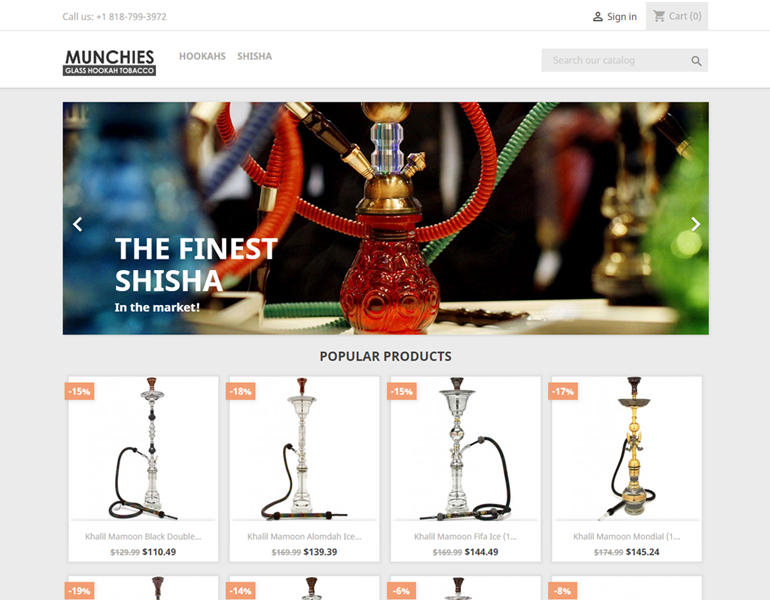 Call us: +1 818-799-3972
Sign in
Cart (0)
MUNCHIES
GLASS HOOKAH TOBACCO
HOOKAHS
SHISHA
Search our catalog
THE FINEST
SHISHA
In the market!
POPULAR PRODUCTS
-15%
-18%
-15%
-17%
Khalil Mamoon Black Double...
Khalil Mamoon Alomdah Ice...
Khalil Mamoon Fifa Ice (1...
Khalil Mamoon Mondial (1...
$129.99 $110.49
$169.99 $139.39
$169.99 $144.49
$174.99 $145.24
-19%
-14%
-6%
-8%